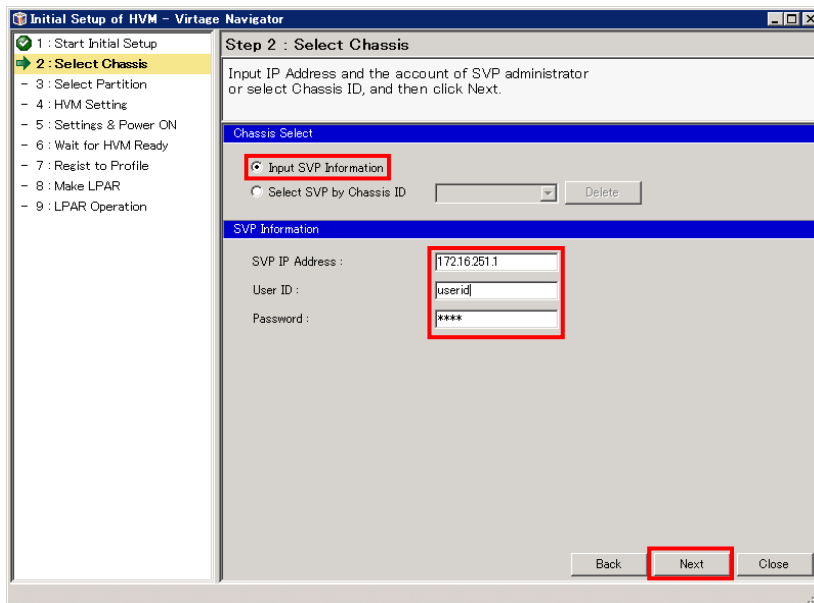 Initial Setup of HVM - Virtage Navigator
1 : Start Initial Setup
2 : Select Chassis
- 3 : Select Partition
- 4 : HVM Setting
- 5 : Settings & Power ON
- 6 : Wait for HVM Ready
- 7 : Regist to Profile
- 8 : Make LPAR
- 9 : LPAR Operation
Step 2 : Select Chassis
Input IP Address and the account of SVP administrator
or select Chassis ID, and then click Next.
Chassis Select
Input SVP Information
Select SVP by Chassis ID
Delete
SVP Information
SVP IP Address : 172.16.251.1
User ID : userid
Password : ****
Back Next Close